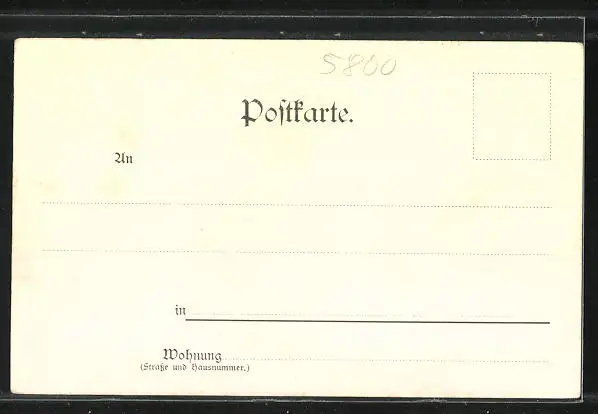 5800
Postkarte.
An
in
Wohnung
(Straße und Hausnummer.)